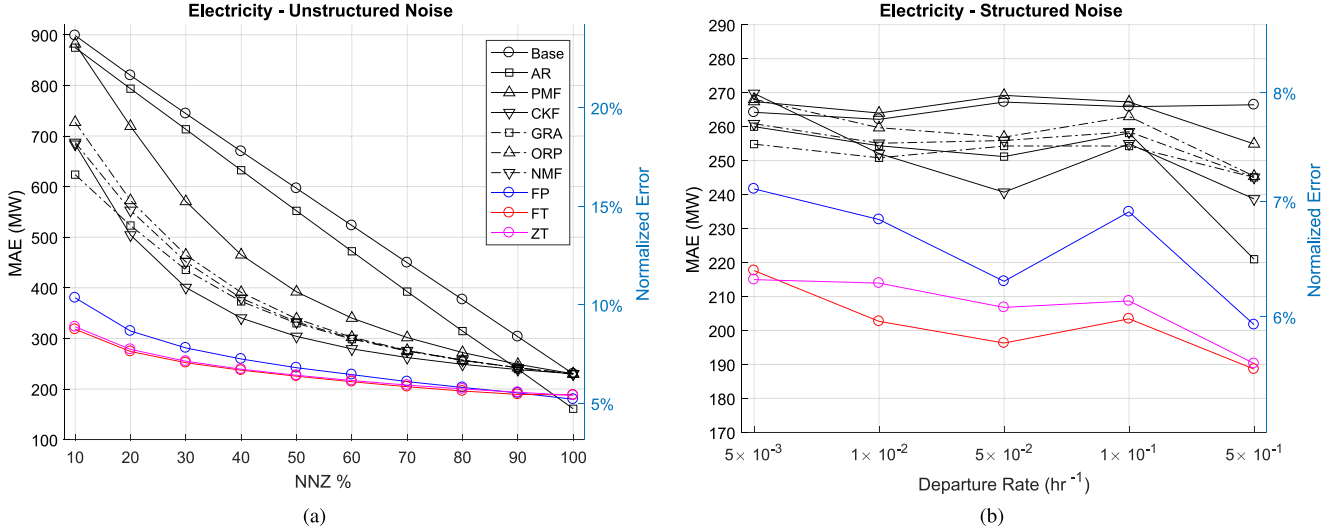 Electricity - Unstructured Noise
900
800
700
600
500
400
300
200
100
MAE (MW)
10 20 30 40 50 60 70 80 90 100
NNZ %
20%
15%
10%
5%
Normalized Error
Base
AR
PMF
CKF
GRA
ORP
NMF
FP
FT
ZT
(a)
Electricity - Structured Noise
290
280
270
260
250
240
230
220
210
200
190
180
170
MAE (MW)
5 × 10⁻³ 1 × 10⁻² 5 × 10⁻² 1 × 10⁻¹ 5 × 10⁻¹
Departure Rate (hr ⁻¹)
8%
7%
6%
Normalized Error
(b)